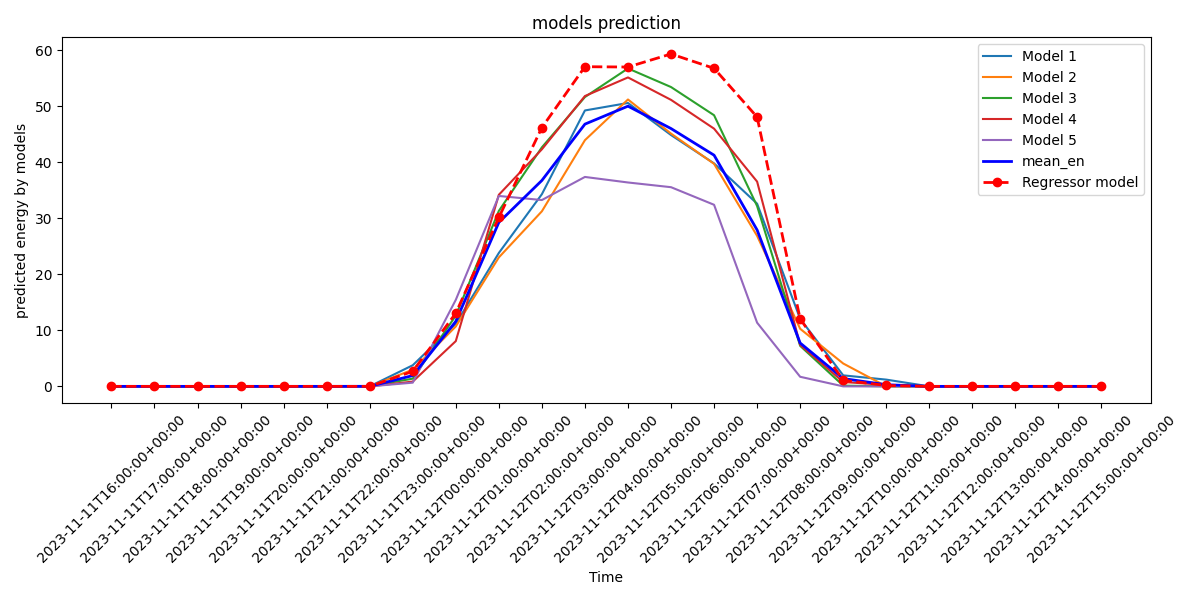 models prediction
predicted energy by models
60
50
40
30
20
10
0
Model 1
Model 2
Model 3
Model 4
Model 5
mean_en
Regressor model
2023-11-11T16:00:00+00:00
2023-11-11T17:00:00+00:00
2023-11-11T18:00:00+00:00
2023-11-11T19:00:00+00:00
2023-11-11T20:00:00+00:00
2023-11-11T21:00:00+00:00
2023-11-11T22:00:00+00:00
2023-11-11T23:00:00+00:00
2023-11-12T00:00:00+00:00
2023-11-12T01:00:00+00:00
2023-11-12T02:00:00+00:00
2023-11-12T03:00:00+00:00
2023-11-12T04:00:00+00:00
2023-11-12T05:00:00+00:00
2023-11-12T06:00:00+00:00
2023-11-12T07:00:00+00:00
2023-11-12T08:00:00+00:00
2023-11-12T09:00:00+00:00
2023-11-12T10:00:00+00:00
2023-11-12T11:00:00+00:00
2023-11-12T12:00:00+00:00
2023-11-12T13:00:00+00:00
2023-11-12T14:00:00+00:00
2023-11-12T15:00:00+00:00
Time